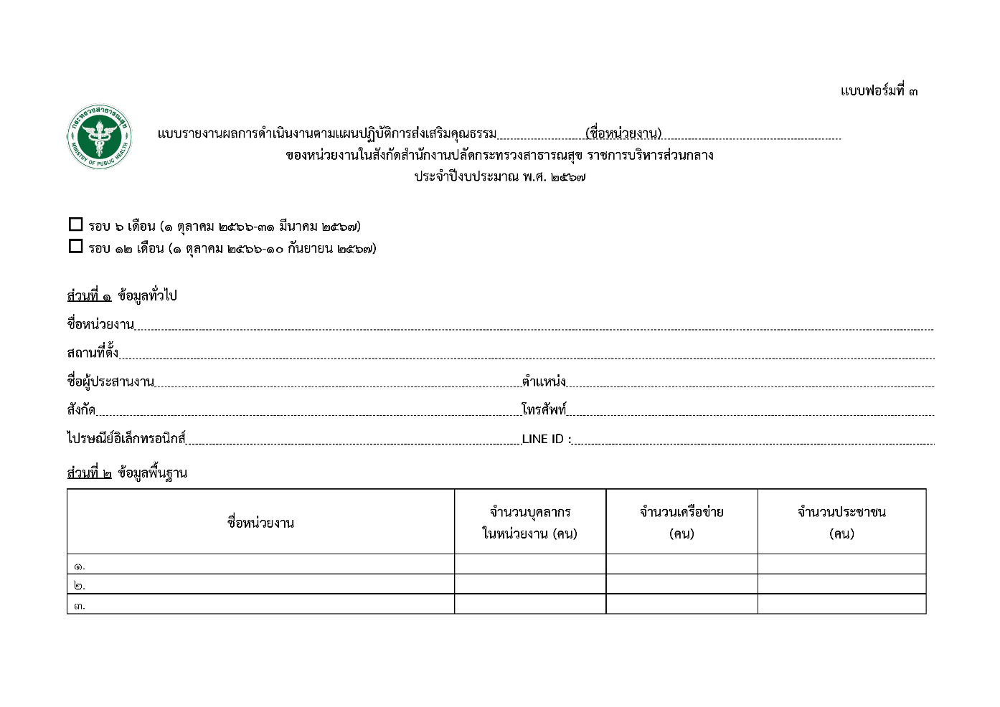 แบบฟอร์มที่ ๓
กระทรวงสาธารณสุข
MINISTRY OF PUBLIC HEALTH
แบบรายงานผลการดำเนินงานตามแผนปฏิบัติการส่งเสริมคุณธรรม (ชื่อหน่วยงาน)
ของหน่วยงานในสังกัดสำนักงานปลัดกระทรวงสาธารณสุข ราชการบริหารส่วนกลาง
ประจำปีงบประมาณ พ.ศ. ๒๕๖๗
รอบ ๖ เดือน (๑ ตุลาคม ๒๕๖๖-๓๑ มีนาคม ๒๕๖๗)
รอบ ๑๒ เดือน (๑ ตุลาคม ๒๕๖๖-๑๐ กันยายน ๒๕๖๗)
ส่วนที่ ๑ ข้อมูลทั่วไป
ชื่อหน่วยงาน
สถานที่ตั้ง
ชื่อผู้ประสานงาน ตำแหน่ง
สังกัด โทรศัพท์
ไปรษณีย์อิเล็กทรอนิกส์ LINE ID :
ส่วนที่ ๒ ข้อมูลพื้นฐาน
ชื่อหน่วยงาน จำนวนบุคลากร จำนวนเครือข่าย จำนวนประชาชน
ในหน่วยงาน (คน) (คน) (คน)
๑.
๒.
๓.